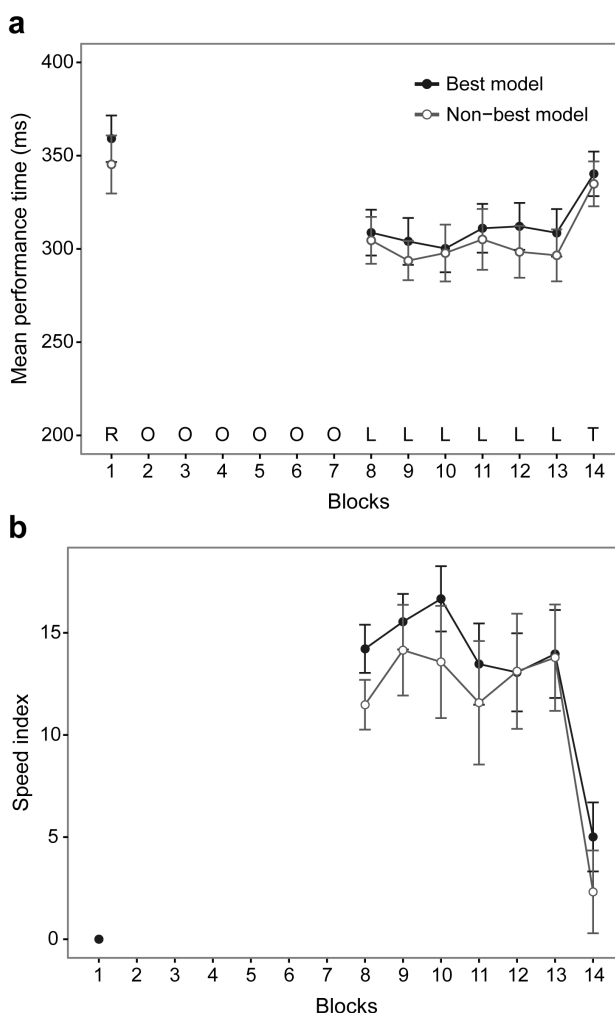 a
400
350
300
250
200
Mean performance time (ms)
Best model
Non−best model
R O O O O O O L L L L L L T
1 2 3 4 5 6 7 8 9 10 11 12 13 14
Blocks
b
15
10
5
0
Speed index
1 2 3 4 5 6 7 8 9 10 11 12 13 14
Blocks